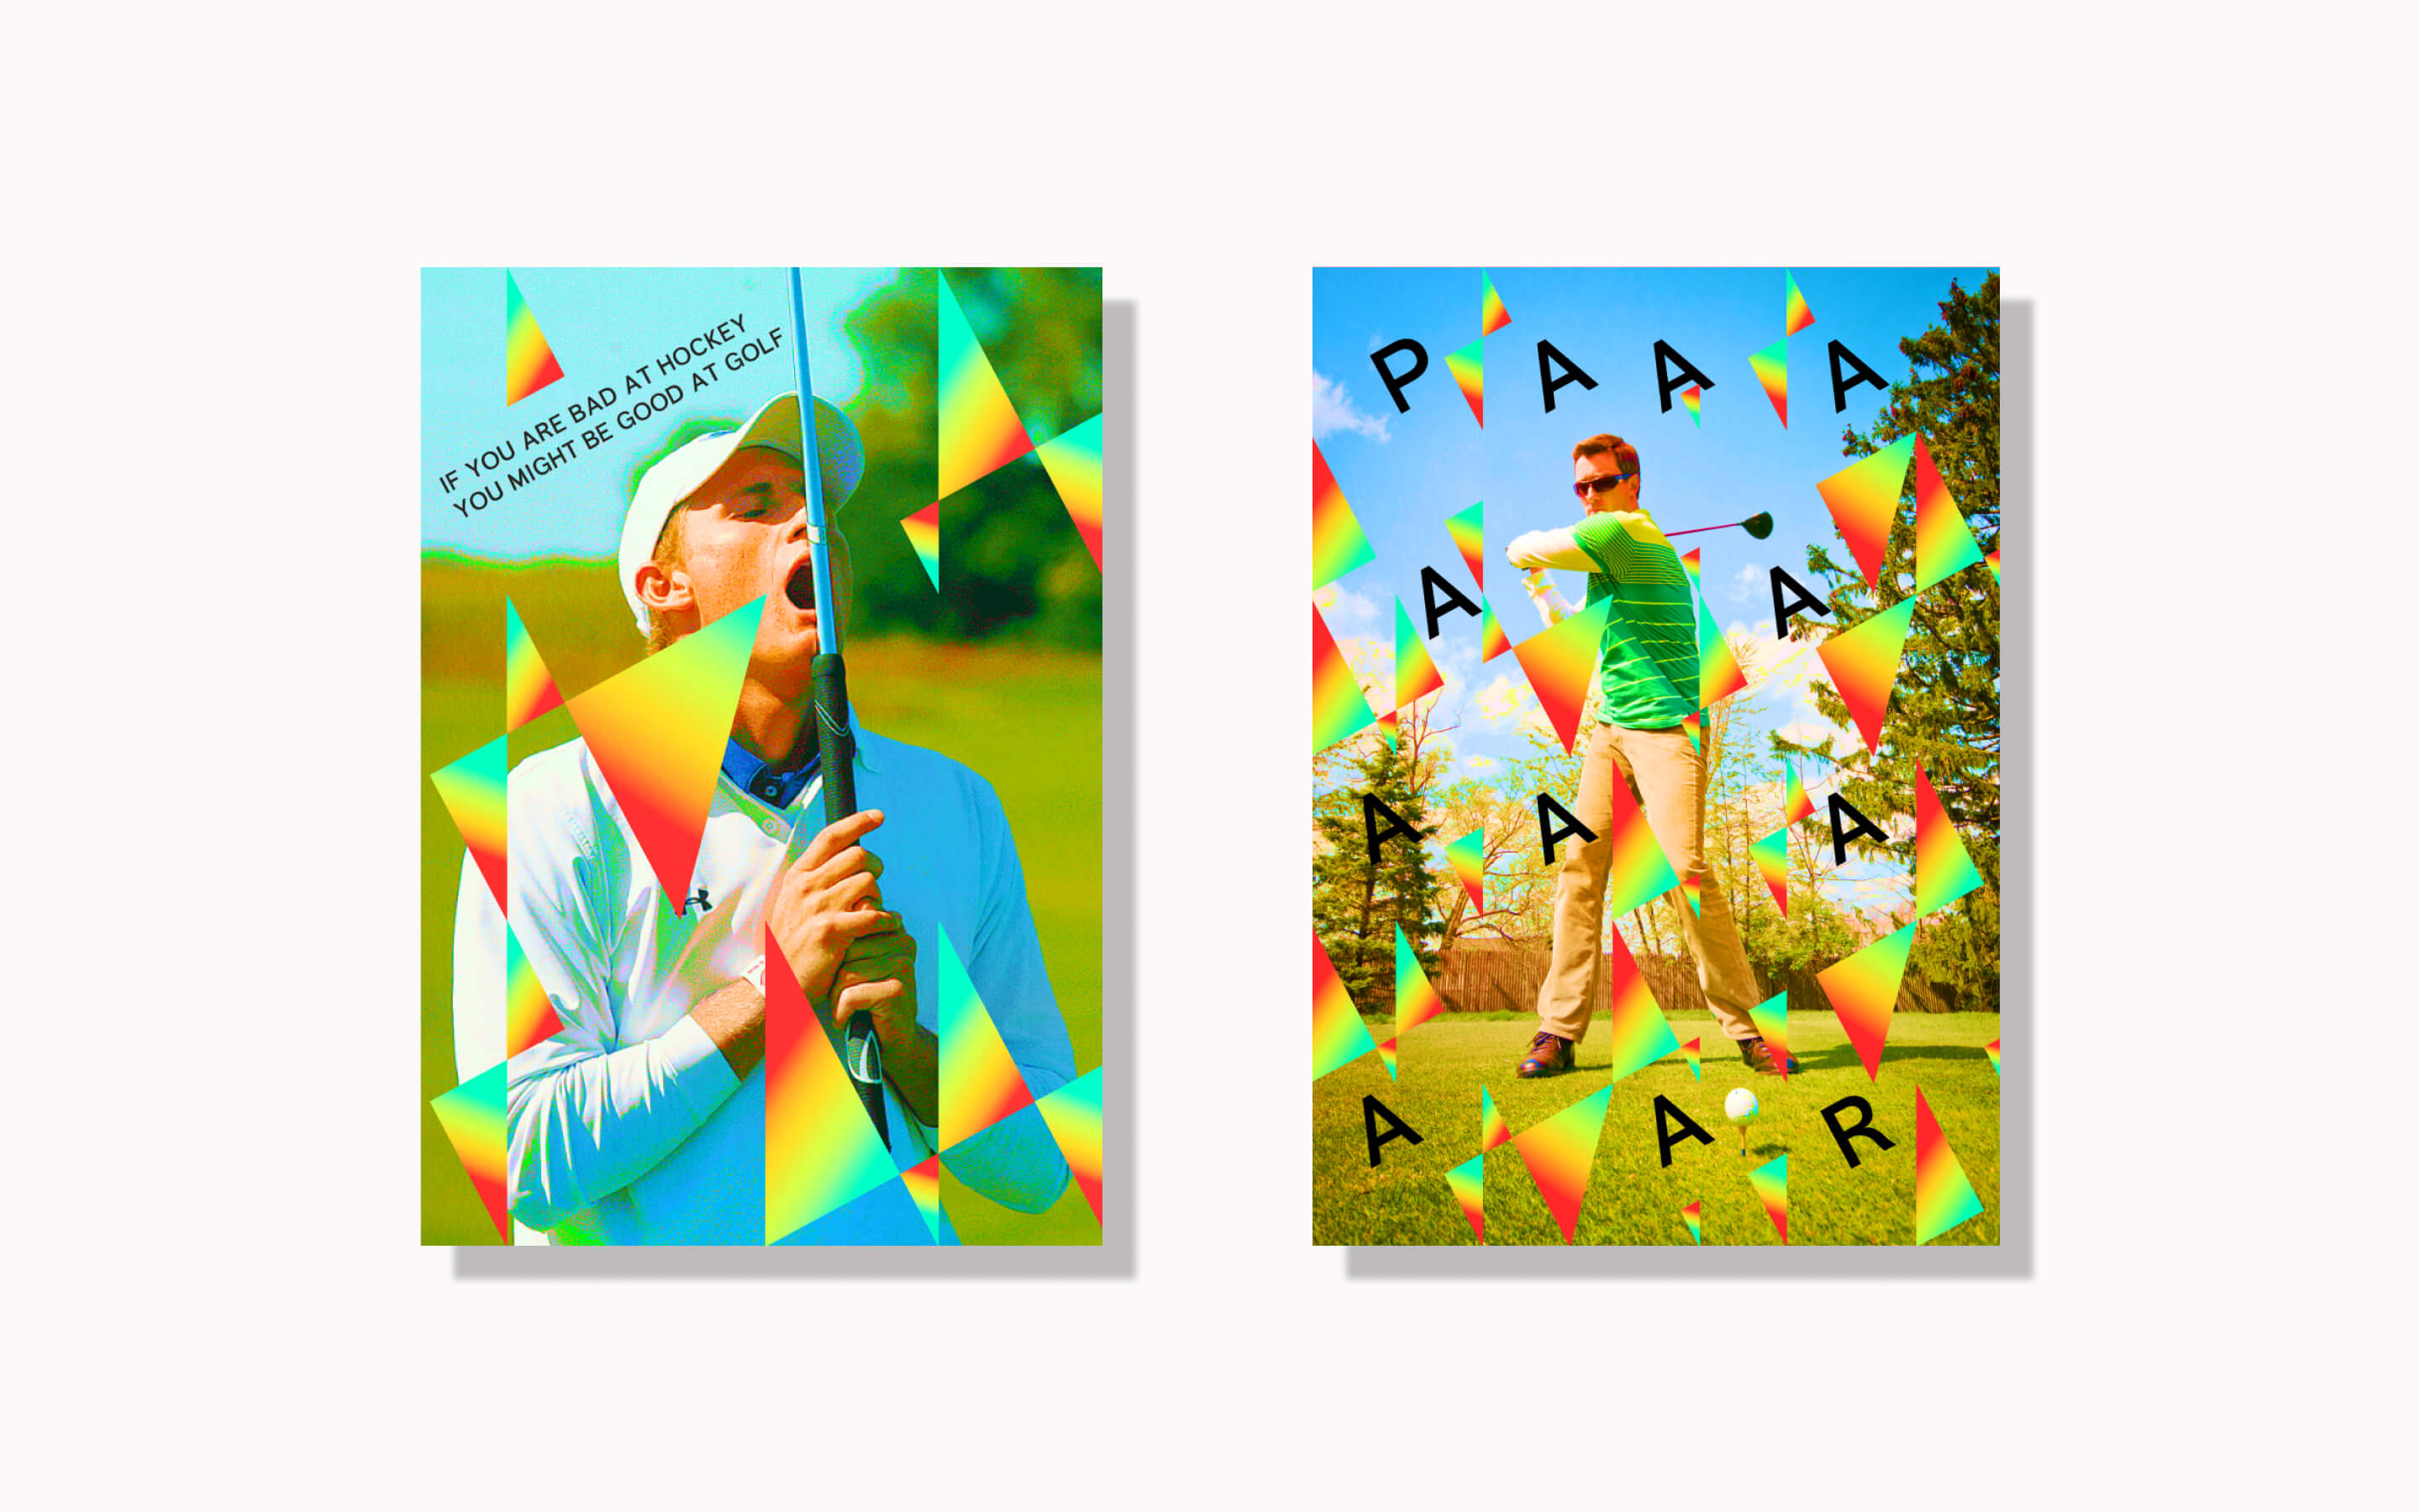 IF YOU ARE BAD AT HOCKEY
YOU MIGHT BE GOOD AT GOLF
P A A A
A A
A A A
A A R